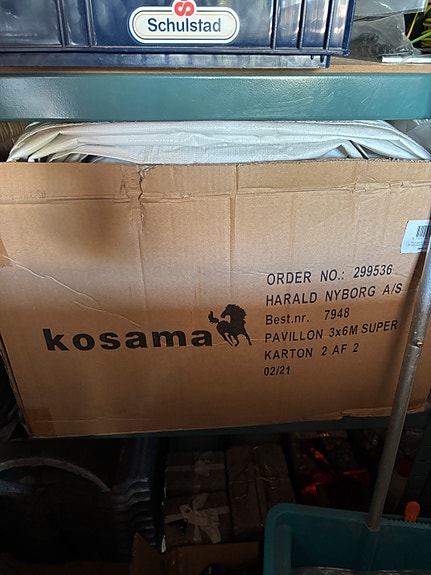 Schulstad
kosama
ORDER NO.: 299536
HARALD NYBORG A/S
Best.nr. 7948
PAVILLON 3x6M SUPER
KARTON 2 AF 2
02/21